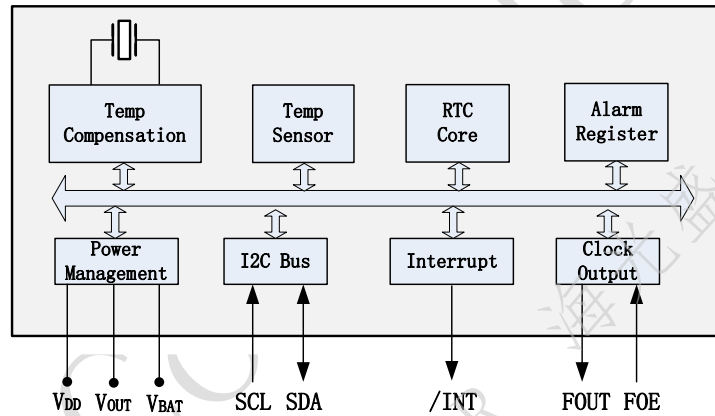 Temp
Compensation
Temp
Sensor
RTC
Core
Alarm
Register
Power
Management
I2C Bus
Interrupt
Clock
Output
VDD VOUT VBAT SCL SDA /INT FOUT FOE